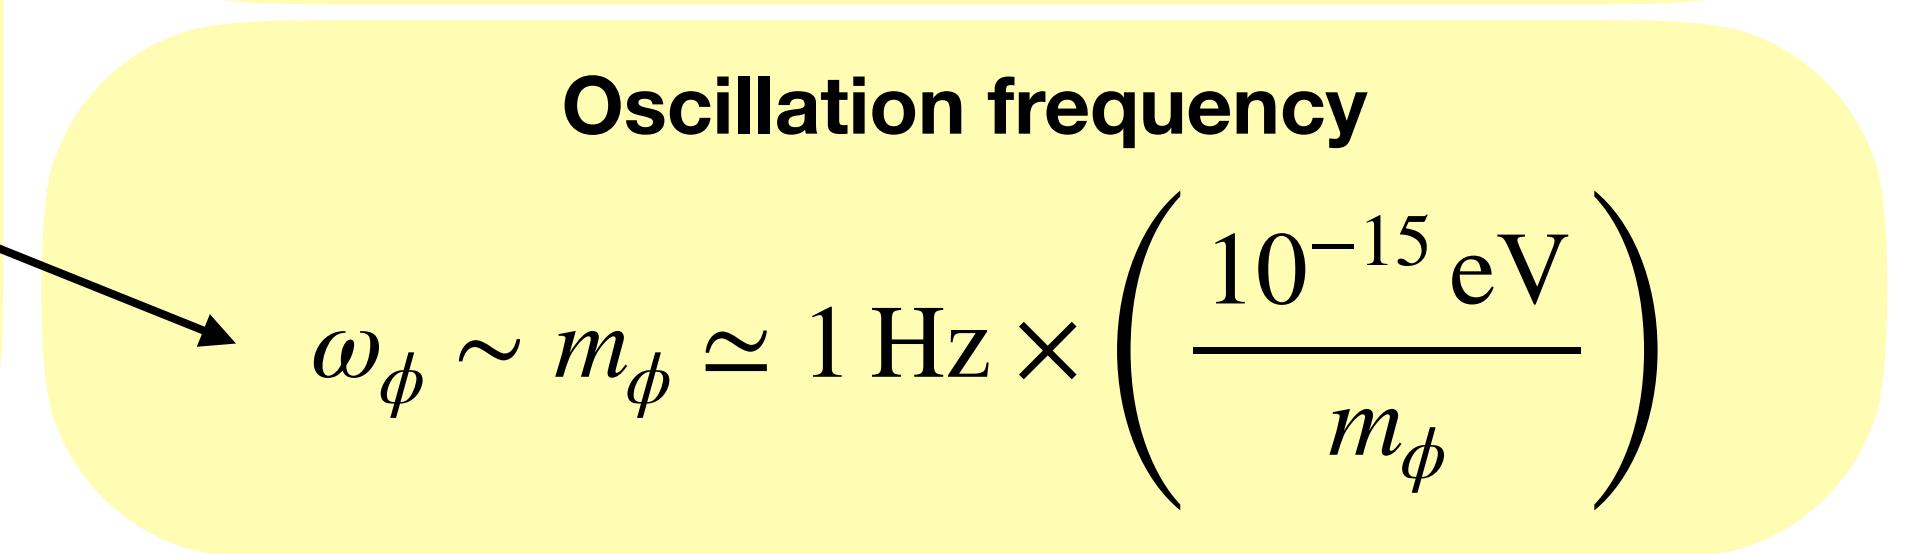 Oscillation frequency
ω_ϕ ∼ m_ϕ ≃ 1 Hz × (10^{−15} eV / m_ϕ)